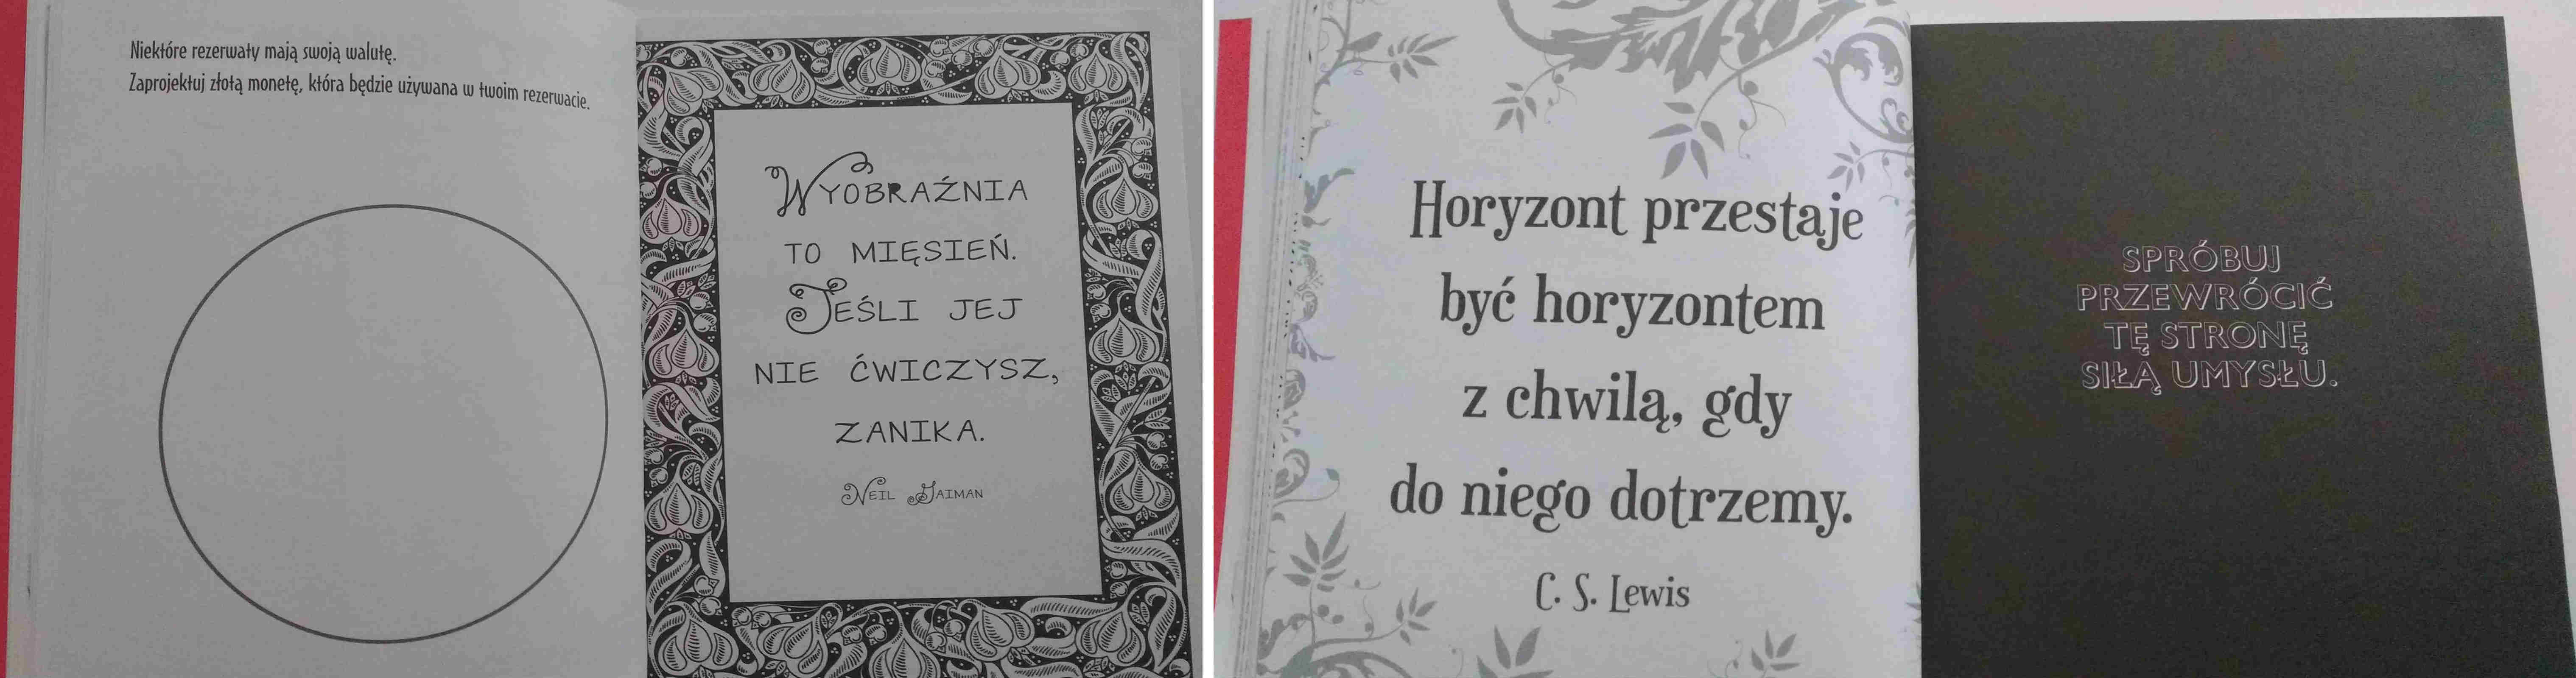 Niektóre rezerwaty mają swoją walutę.
Zaprojektuj złotą monetę, która będzie używana w twoim rezerwacie.
WYOBRAŹNIA
TO MIĘSIEŃ.
JEŚLI JEJ
NIE ĆWICZYSZ,
ZANIKA.
NEIL GAIMAN
Horyzont przestaje
być horyzontem
z chwilą, gdy
do niego dotrzemy.
C. S. Lewis
SPRÓBUJ
PRZEWRÓCIĆ
TĘ STRONĘ
SIŁĄ UMYSŁU.